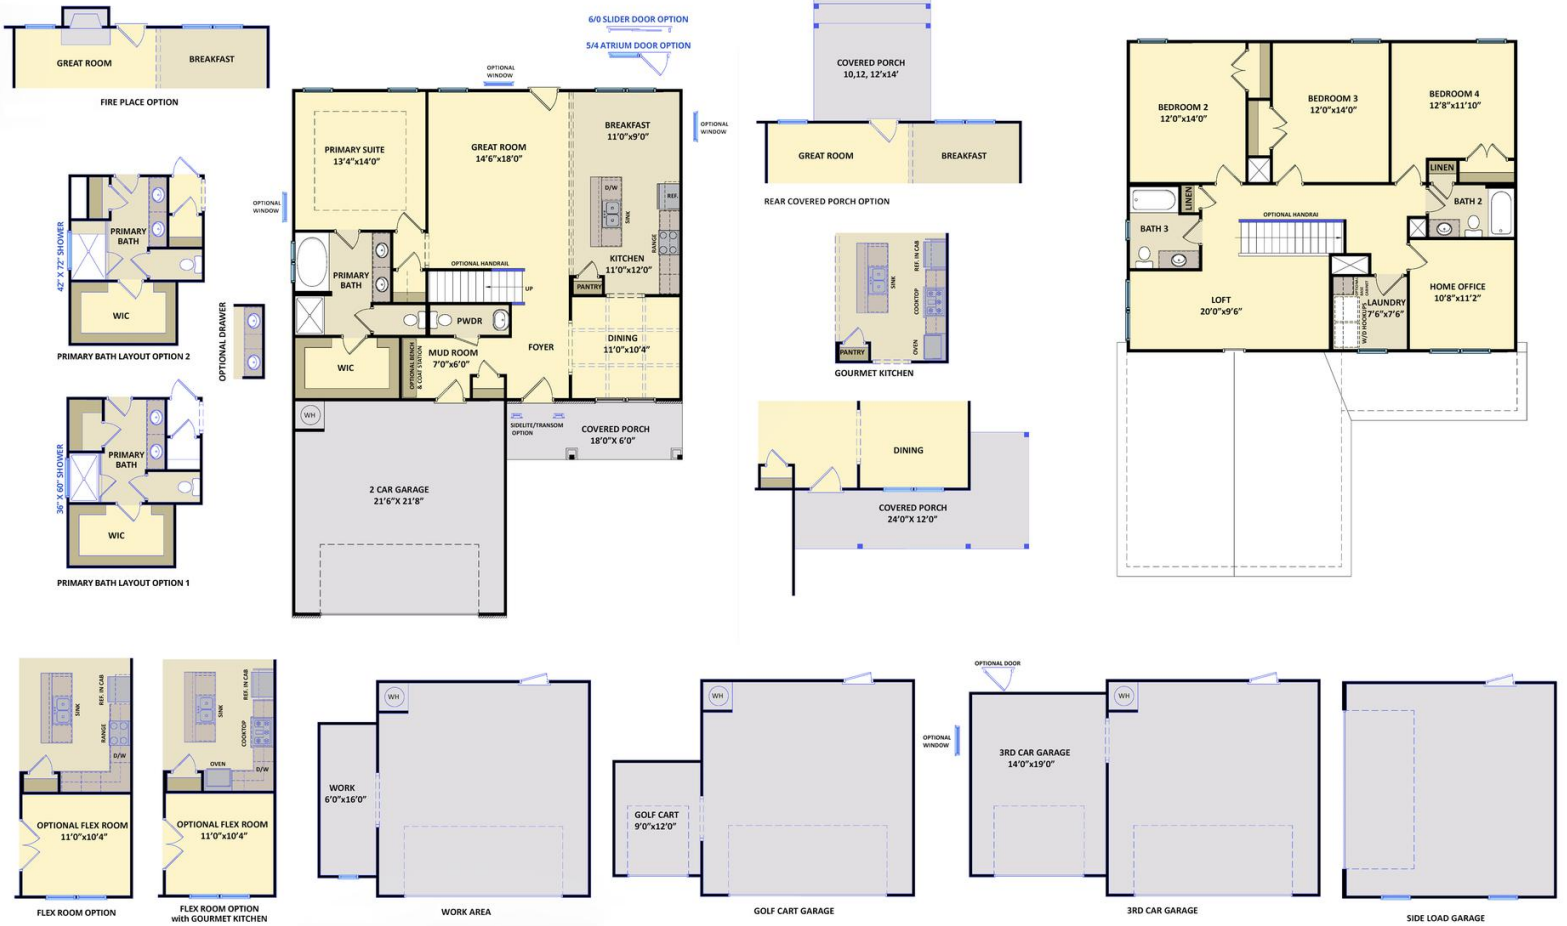 GREAT ROOM
BREAKFAST
FIRE PLACE OPTION
6/0 SLIDER DOOR OPTION
5/4 ATRIUM DOOR OPTION
OPTIONAL
WINDOW
OPTIONAL
WINDOW
OPTIONAL
WINDOW
PRIMARY SUITE
13'4"x14'0"
GREAT ROOM
14'6"x18'0"
BREAKFAST
11'0"x9'0"
D/W
SINK
REF.
RANGE
KITCHEN
11'0"x12'0"
PANTRY
OPTIONAL HANDRAIL
UP
PRIMARY
BATH
PWDR
WIC
OPTIONAL BENCH
& COAT STATION
MUD ROOM
7'0"x6'0"
FOYER
DINING
11'0"x10'4"
WH
SIDELITE/TRANSOM
OPTION
COVERED PORCH
18'0"X 6'0"
2 CAR GARAGE
21'6"X 21'8"
42" X 72" SHOWER
PRIMARY
BATH
WIC
PRIMARY BATH LAYOUT OPTION 2
OPTIONAL DRAWER
36" X 60" SHOWER
PRIMARY
BATH
WIC
PRIMARY BATH LAYOUT OPTION 1
COVERED PORCH
10,12, 12'x14'
GREAT ROOM
BREAKFAST
REAR COVERED PORCH OPTION
SINK
REF. IN CAB
COOKTOP
OVEN
PANTRY
GOURMET KITCHEN
DINING
COVERED PORCH
24'0"X 12'0"
BEDROOM 2
12'0"x14'0"
BEDROOM 3
12'0"x14'0"
BEDROOM 4
12'8"x11'10"
LINEN
LINEN
BATH 3
BATH 2
OPTIONAL HANDRAI
LOFT
20'0"x9'6"
W/D HOOKUPS
LAUNDRY
7'6"x7'6"
HOME OFFICE
10'8"x11'2"
SINK
REF. IN CAB
RANGE
D/W
OPTIONAL FLEX ROOM
11'0"x10'4"
FLEX ROOM OPTION
SINK
REF. IN CAB
COOKTOP
OVEN
D/W
OPTIONAL FLEX ROOM
11'0"x10'4"
FLEX ROOM OPTION
with GOURMET KITCHEN
WH
WORK
6'0"x16'0"
WORK AREA
WH
GOLF CART
9'0"x12'0"
GOLF CART GARAGE
OPTIONAL DOOR
OPTIONAL
WINDOW
WH
3RD CAR GARAGE
14'0"x19'0"
3RD CAR GARAGE
SIDE LOAD GARAGE